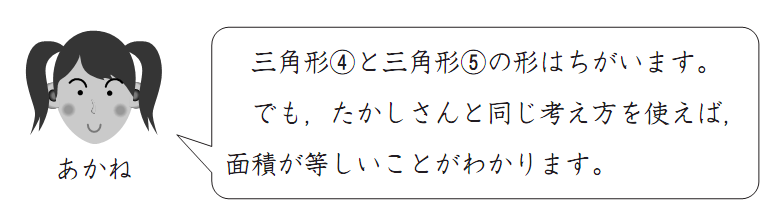 三角形④と三角形⑤の形はちがいます。
でも，たかしさんと同じ考え方を使えば，
面積が等しいことがわかります。
あかね